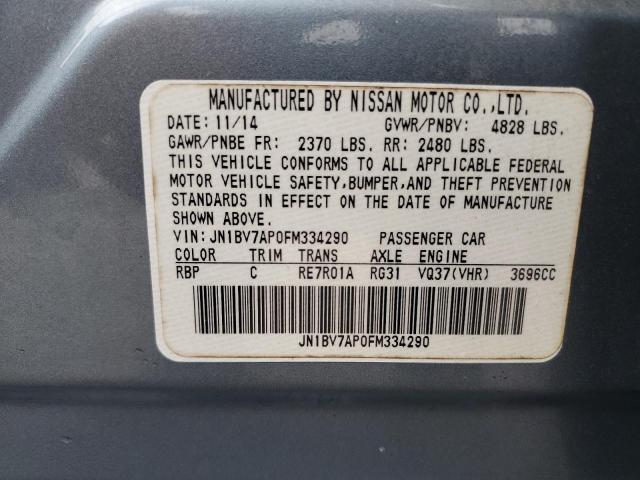 MANUFACTURED BY NISSAN MOTOR CO.,LTD.
DATE: 11/14 GVWR/PNBV: 4828 LBS.
GAWR/PNBE FR: 2370 LBS. RR: 2480 LBS.
THIS VEHICLE CONFORMS TO ALL APPLICABLE FEDERAL
MOTOR VEHICLE SAFETY,BUMPER,AND THEFT PREVENTION
STANDARDS IN EFFECT ON THE DATE OF MANUFACTURE
SHOWN ABOVE.
VIN:JN1BV7AP0FM334290 PASSENGER CAR
COLOR TRIM TRANS AXLE ENGINE
RBP C RE7R01A RG31 VQ37(VHR) 3696CC
JN1BV7AP0FM334290